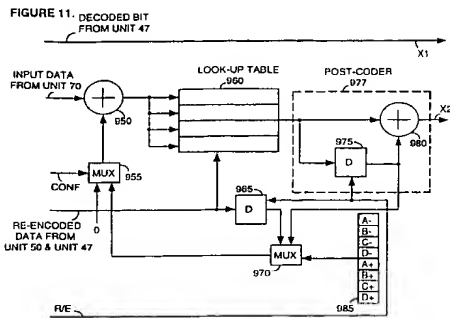 FIGURE 11.
DECODED BIT
FROM UNIT 47
X1
INPUT DATA
FROM UNIT 70
LOOK-UP TABLE
960
POST-CODER
977
X2
950
980
975
D
MUX
955
CONF
965
D
RE-ENCODED
DATA FROM
UNIT 50 & UNIT 47
0
MUX
970
A-
B-
C-
D-
A+
B+
C+
D+
985
R/E